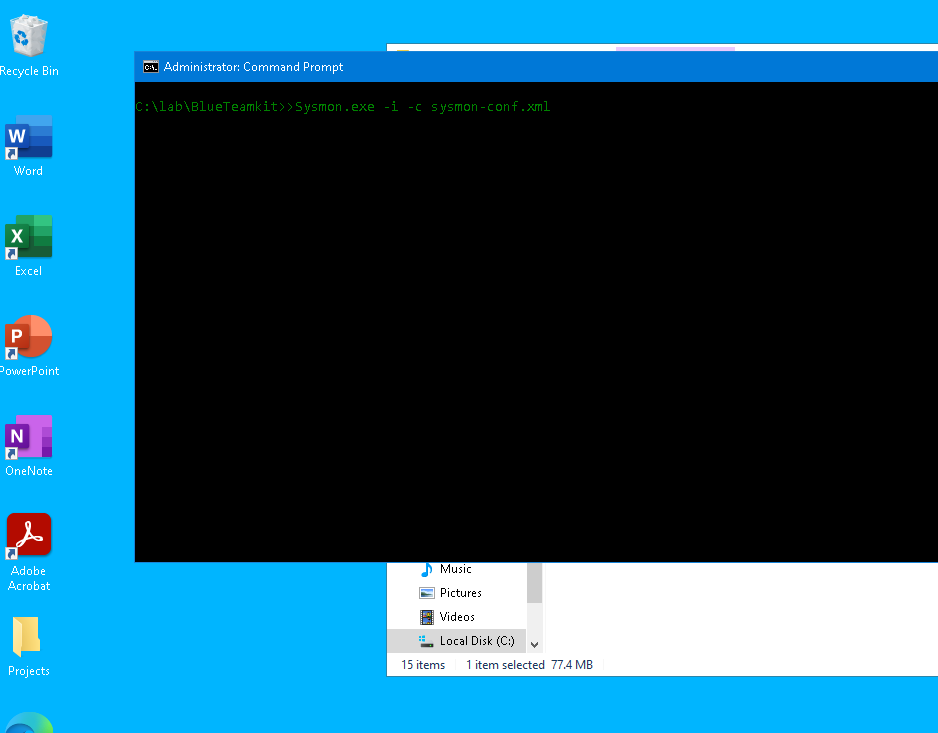 Recycle Bin
Word
Excel
PowerPoint
OneNote
Adobe
Acrobat
Projects
Administrator: Command Prompt
C:\lab\BlueTeamkit>>Sysmon.exe -i -c sysmon-conf.xml
Music
Pictures
Videos
Local Disk (C:)
15 items 1 item selected 77.4 MB